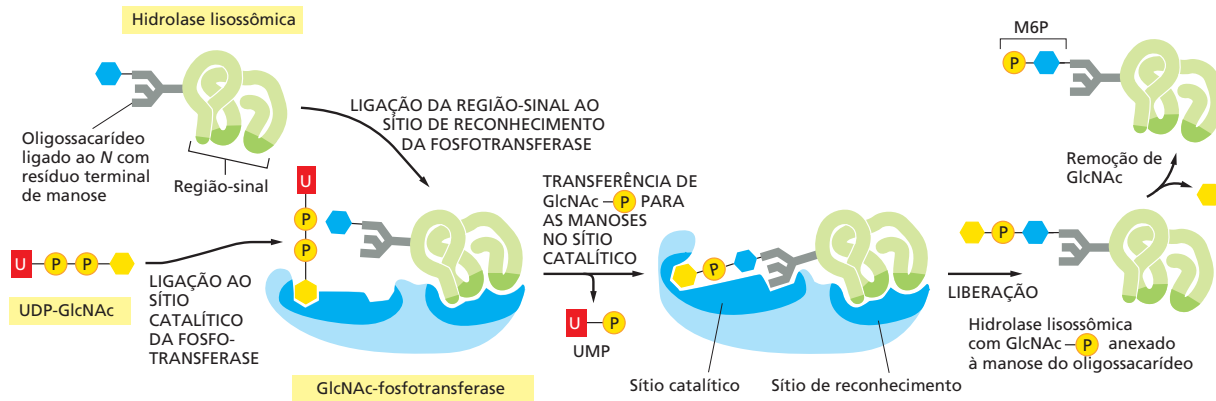 Hidrolase lisossômica
Oligossacarídeo
ligado ao N com
resíduo terminal
de manose
Região-sinal
LIGAÇÃO DA REGIÃO-SINAL AO
SÍTIO DE RECONHECIMENTO
DA FOSFOTRANSFERASE
U P P
UDP-GlcNAc
LIGAÇÃO AO
SÍTIO
CATALÍTICO
DA FOSFO-
TRANSFERASE
U
P
P
GlcNAc-fosfotransferase
TRANSFERÊNCIA DE
GlcNAc – P PARA
AS MANOSES
NO SÍTIO
CATALÍTICO
U P
UMP
P
Sítio catalítico
Sítio de reconhecimento
LIBERAÇÃO
P
Hidrolase lisossômica
com GlcNAc – P anexado
à manose do oligossacarídeo
Remoção de
GlcNAc
M6P
P